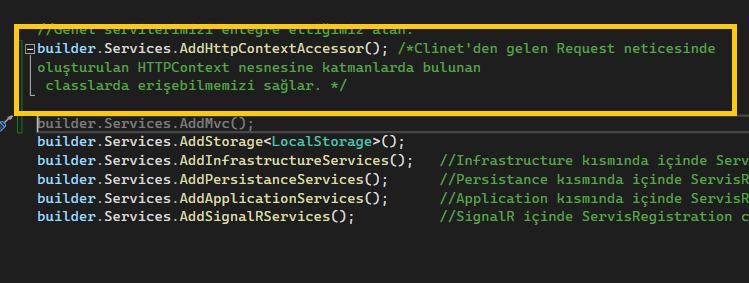 //Genel servilerimizi entegre ettiğimiz alan.
builder.Services.AddHttpContextAccessor(); /*Clinet'den gelen Request neticesinde
oluşturulan HTTPContext nesnesine katmanlarda bulunan
classlarda erişebilmemizi sağlar. */
builder.Services.AddMvc();
builder.Services.AddStorage<LocalStorage>();
builder.Services.AddInfrastructureServices(); //Infrastructure kısmında içinde Serv
builder.Services.AddPersistanceServices(); //Persistance kısmında içinde ServisR
builder.Services.AddApplicationServices(); //Application kısmında içinde ServisR
builder.Services.AddSignalRServices(); //SignalR içinde ServisRegistration c